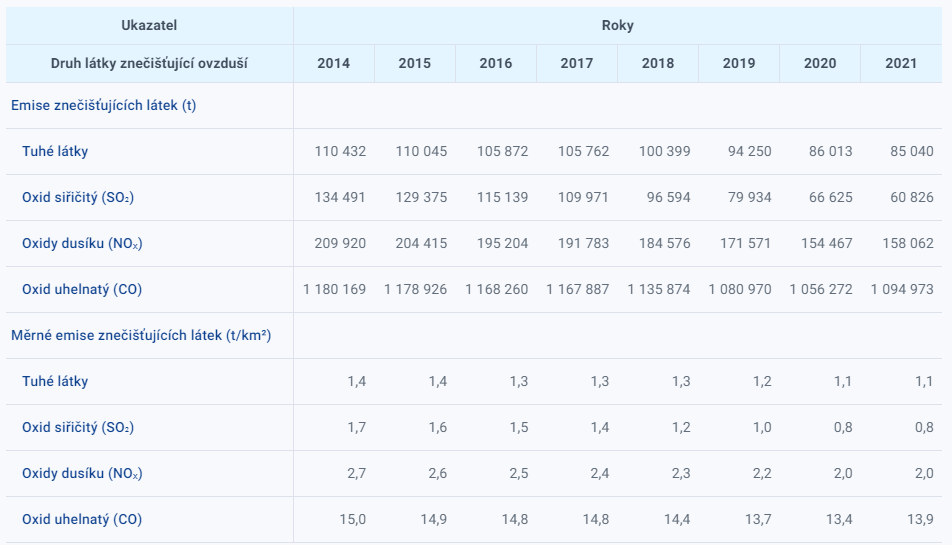 Ukazatel Roky
Druh látky znečišťující ovzduší 2014 2015 2016 2017 2018 2019 2020 2021
Emise znečišťujících látek (t)
Tuhé látky 110 432 110 045 105 872 105 762 100 399 94 250 86 013 85 040
Oxid siřičitý (SO₂) 134 491 129 375 115 139 109 971 96 594 79 934 66 625 60 826
Oxidy dusíku (NOₓ) 209 920 204 415 195 204 191 783 184 576 171 571 154 467 158 062
Oxid uhelnatý (CO) 1 180 169 1 178 926 1 168 260 1 167 887 1 135 874 1 080 970 1 056 272 1 094 973
Měrné emise znečišťujících látek (t/km²)
Tuhé látky 1,4 1,4 1,3 1,3 1,3 1,2 1,1 1,1
Oxid siřičitý (SO₂) 1,7 1,6 1,5 1,4 1,2 1,0 0,8 0,8
Oxidy dusíku (NOₓ) 2,7 2,6 2,5 2,4 2,3 2,2 2,0 2,0
Oxid uhelnatý (CO) 15,0 14,9 14,8 14,8 14,4 13,7 13,4 13,9